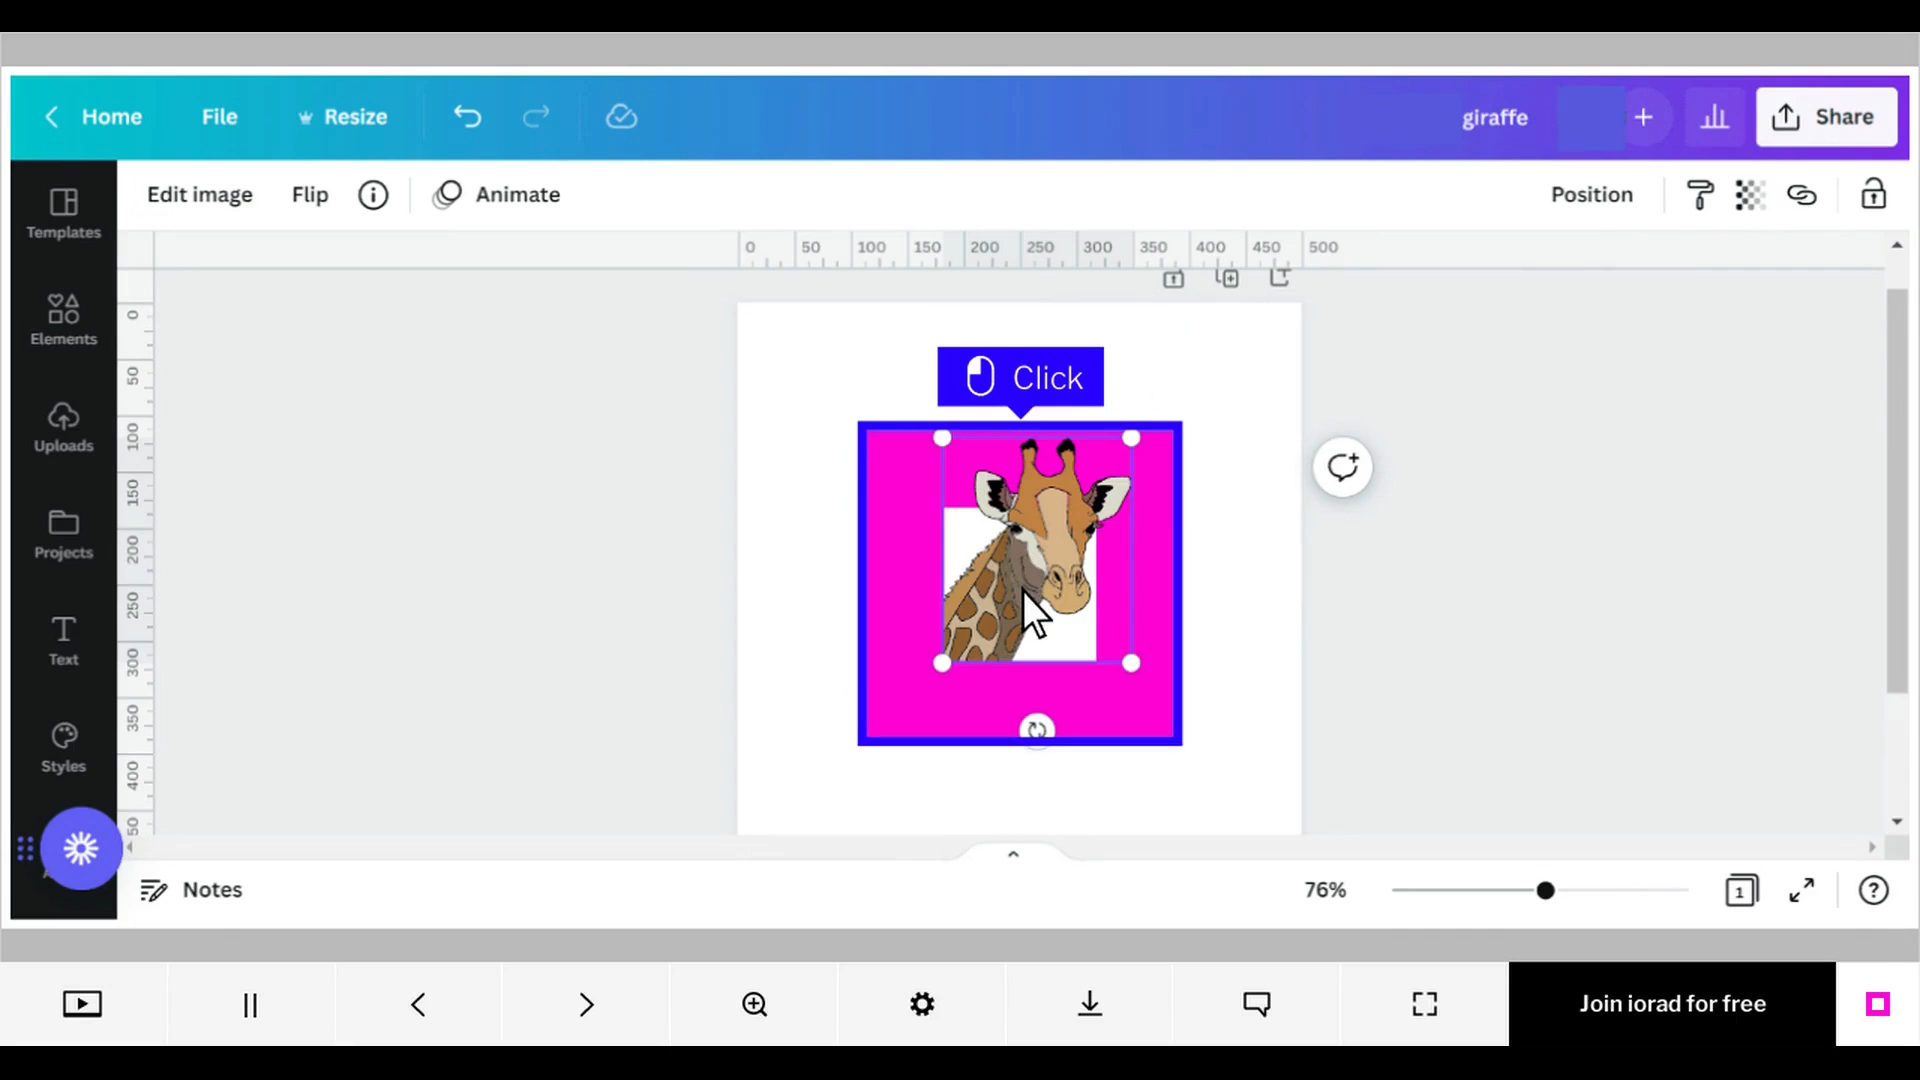 Home File Resize giraffe Share
Edit image Flip Animate Position
0 50 100 150 200 250 300 350 400 450 500
Templates
Elements
Uploads
Projects
Text
Styles
0
50
100
150
200
250
300
350
400
50
Click
Notes 76% 1
Join iorad for free